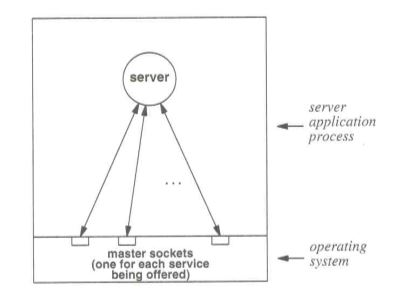 server
server
application
process
...
master sockets
(one for each service
being offered)
operating
system